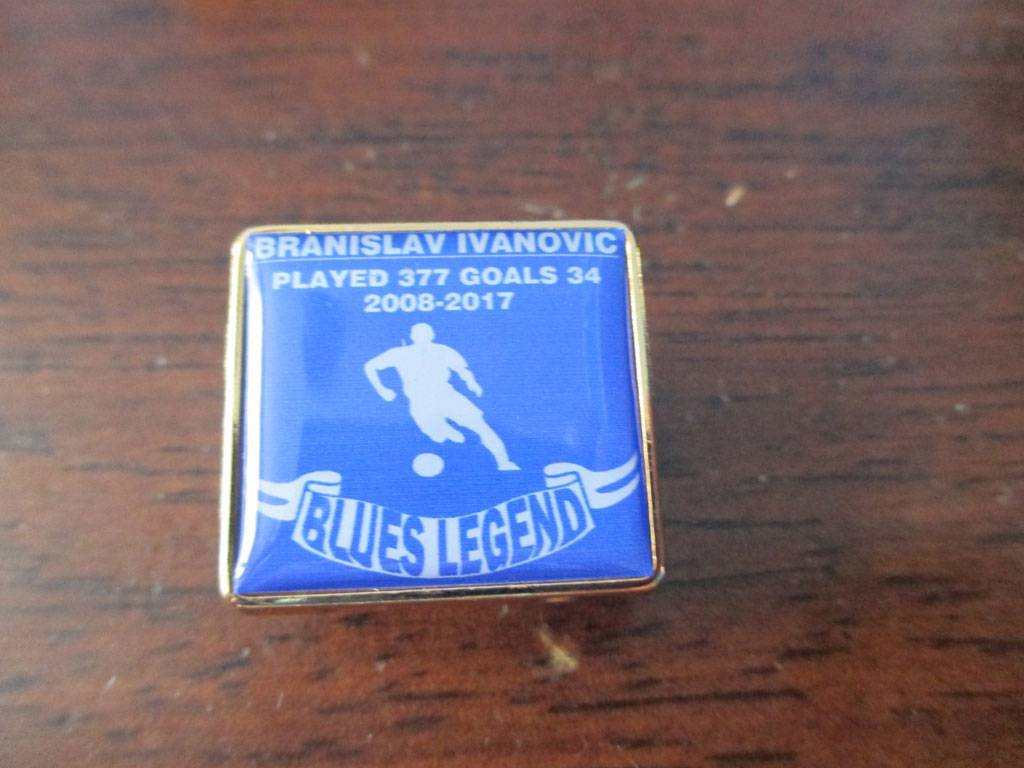 BRANISLAV IVANOVIC
PLAYED 377 GOALS 34
2008-2017
BLUES LEGEND